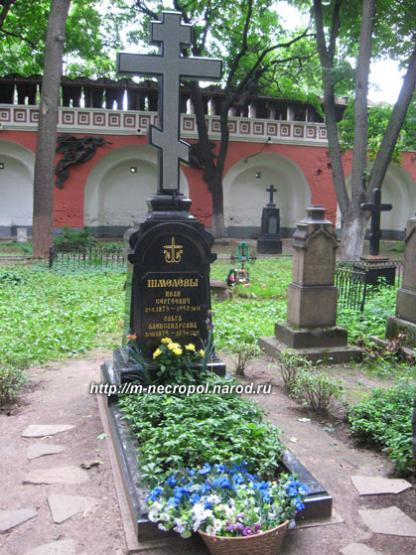 ШМЕЛЕВЫ
ИВАН
СЕРГЕЕВИЧ
ОЛЬГА
АЛЕКСАНДРОВНА
http://m-necropol.narod.ru